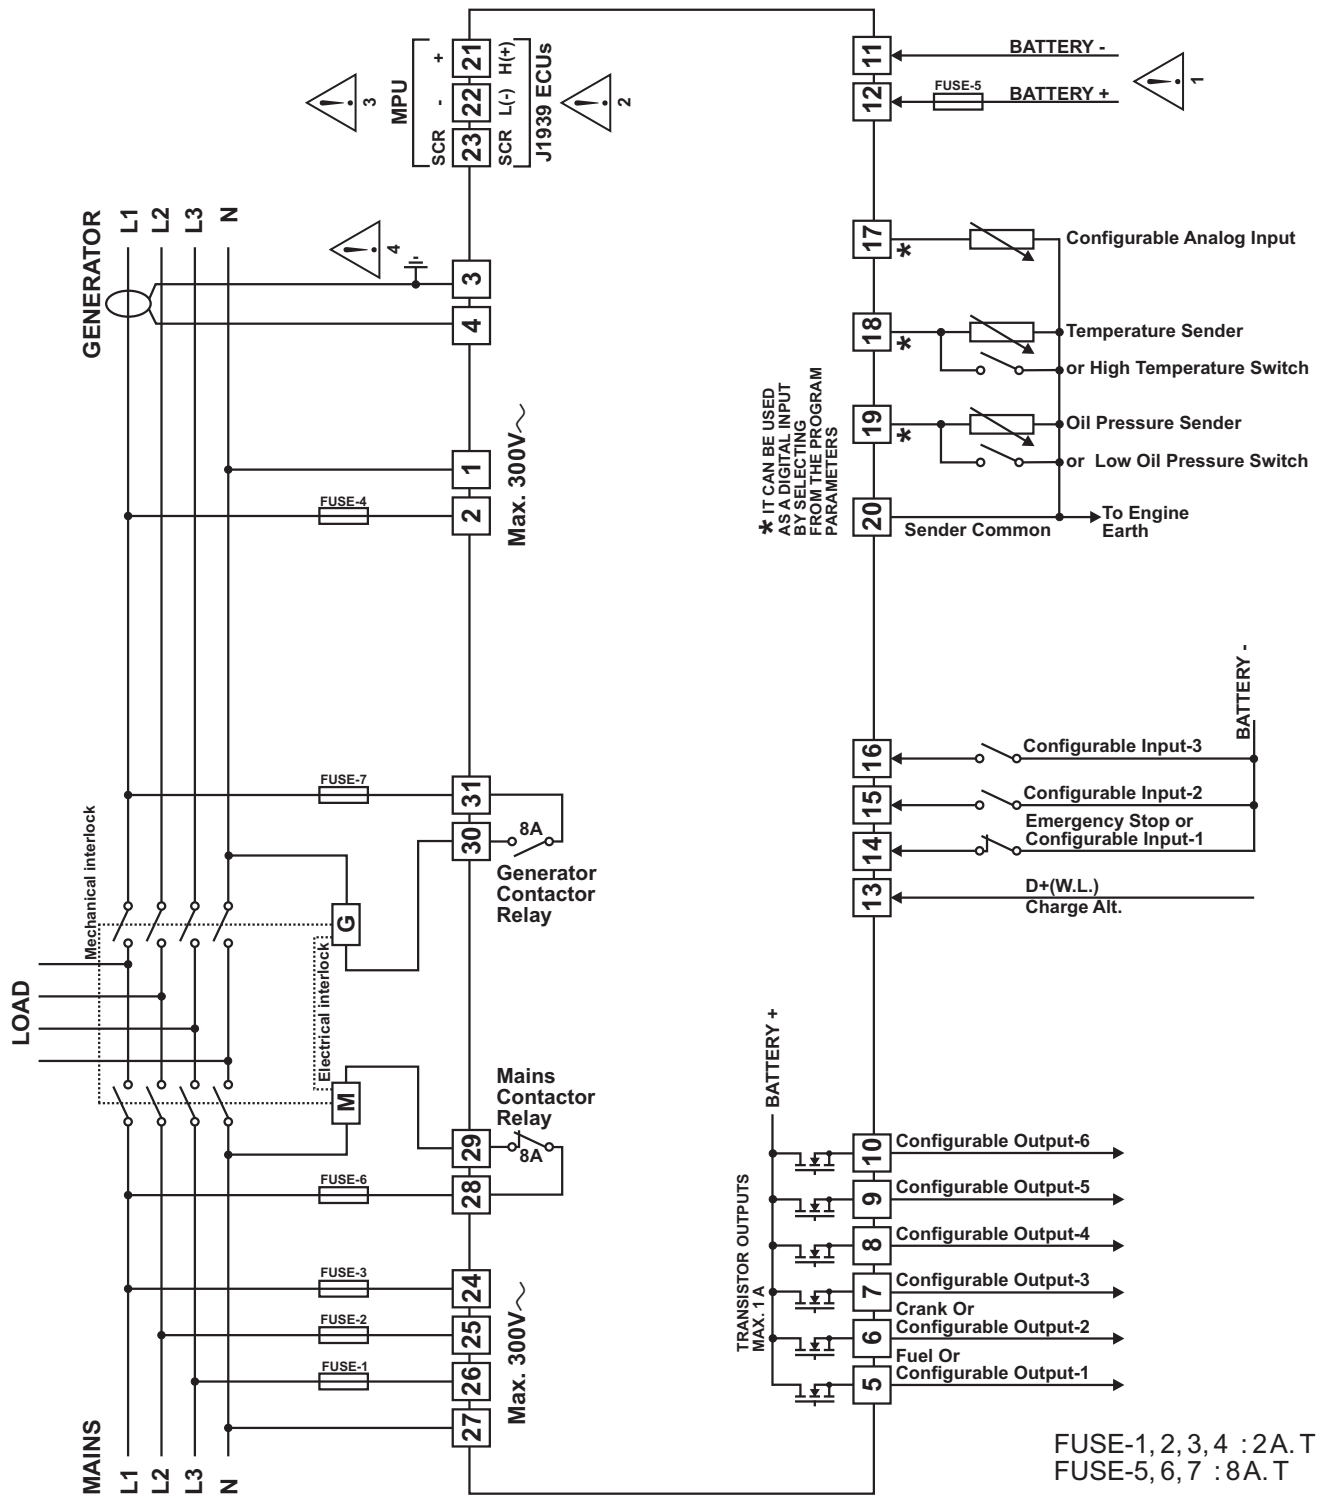 MPU
+
-
SCR
21
22
23
H(+)
L(-)
SCR
J1939 ECUs
3
2
GENERATOR
L1
L2
L3
N
4
3
4
1
2
Max. 300V
FUSE-4
FUSE-7
31
30
8A
Generator
Contactor
Relay
Mechanical interlock
G
Electrical interlock
LOAD
M
Mains
Contactor
Relay
29
8A
28
FUSE-6
FUSE-3
24
FUSE-2
25
FUSE-1
26
27
Max. 300V
MAINS
L1
L2
L3
N
11
BATTERY -
12
FUSE-5
BATTERY +
1
17
*
Configurable Analog Input
18
*
Temperature Sender
or High Temperature Switch
19
*
Oil Pressure Sender
or Low Oil Pressure Switch
* IT CAN BE USED
AS A DIGITAL INPUT
BY SELECTING
FROM THE PROGRAM
PARAMETERS
20
Sender Common
To Engine
Earth
BATTERY -
16
Configurable Input-3
15
Configurable Input-2
14
Emergency Stop or
Configurable Input-1
13
D+(W.L.)
Charge Alt.
BATTERY +
TRANSISTOR OUTPUTS
MAX. 1 A
10
Configurable Output-6
9
Configurable Output-5
8
Configurable Output-4
7
Configurable Output-3
6
Crank Or
Configurable Output-2
5
Fuel Or
Configurable Output-1
FUSE-1, 2, 3, 4 : 2A. T
FUSE-5, 6, 7 : 8A. T